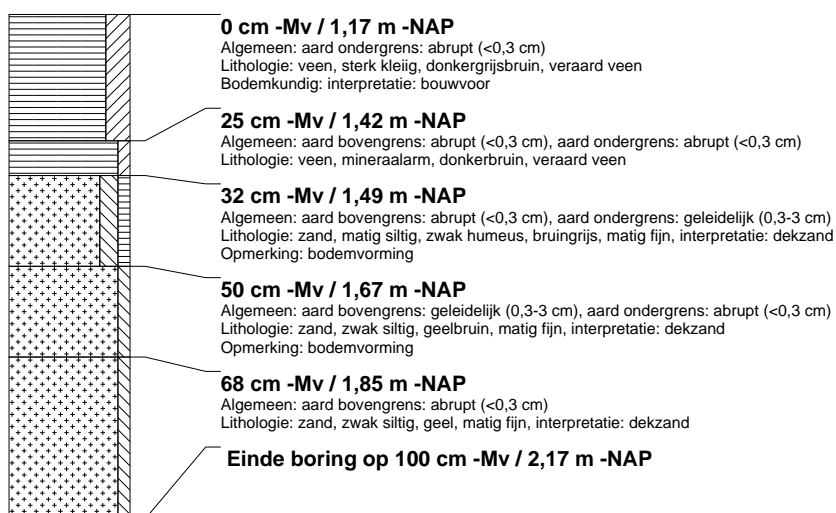 0 cm -Mv / 1,17 m -NAP
Algemeen: aard ondergrens: abrupt (<0,3 cm)
Lithologie: veen, sterk kleiig, donkergrijsbruin, veraard veen
Bodemkundig: interpretatie: bouwvoor
25 cm -Mv / 1,42 m -NAP
Algemeen: aard bovengrens: abrupt (<0,3 cm), aard ondergrens: abrupt (<0,3 cm)
Lithologie: veen, mineraalarm, donkerbruin, veraard veen
32 cm -Mv / 1,49 m -NAP
Algemeen: aard bovengrens: abrupt (<0,3 cm), aard ondergrens: geleidelijk (0,3-3 cm)
Lithologie: zand, matig siltig, zwak humeus, bruingrijs, matig fijn, interpretatie: dekzand
Opmerking: bodemvorming
50 cm -Mv / 1,67 m -NAP
Algemeen: aard bovengrens: geleidelijk (0,3-3 cm), aard ondergrens: abrupt (<0,3 cm)
Lithologie: zand, zwak siltig, geelbruin, matig fijn, interpretatie: dekzand
Opmerking: bodemvorming
68 cm -Mv / 1,85 m -NAP
Algemeen: aard bovengrens: abrupt (<0,3 cm)
Lithologie: zand, zwak siltig, geel, matig fijn, interpretatie: dekzand
Einde boring op 100 cm -Mv / 2,17 m -NAP